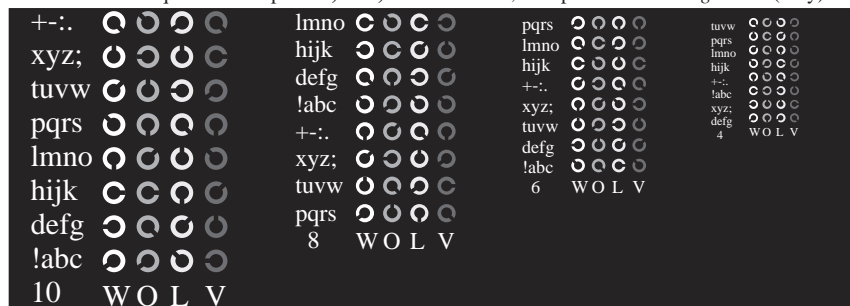 +-:.
xyz;
tuvw
pqrs
lmno
hijk
defg
!abc
10 W O L V
lmno
hijk
defg
!abc
+-:.
xyz;
tuvw
pqrs
8 W O L V
pqrs
lmno
hijk
+-:.
xyz;
tuvw
defg
!abc
6 W O L V
tuvw
pqrs
lmno
hijk
+-:.
!abc
xyz;
defg
4 W O L V